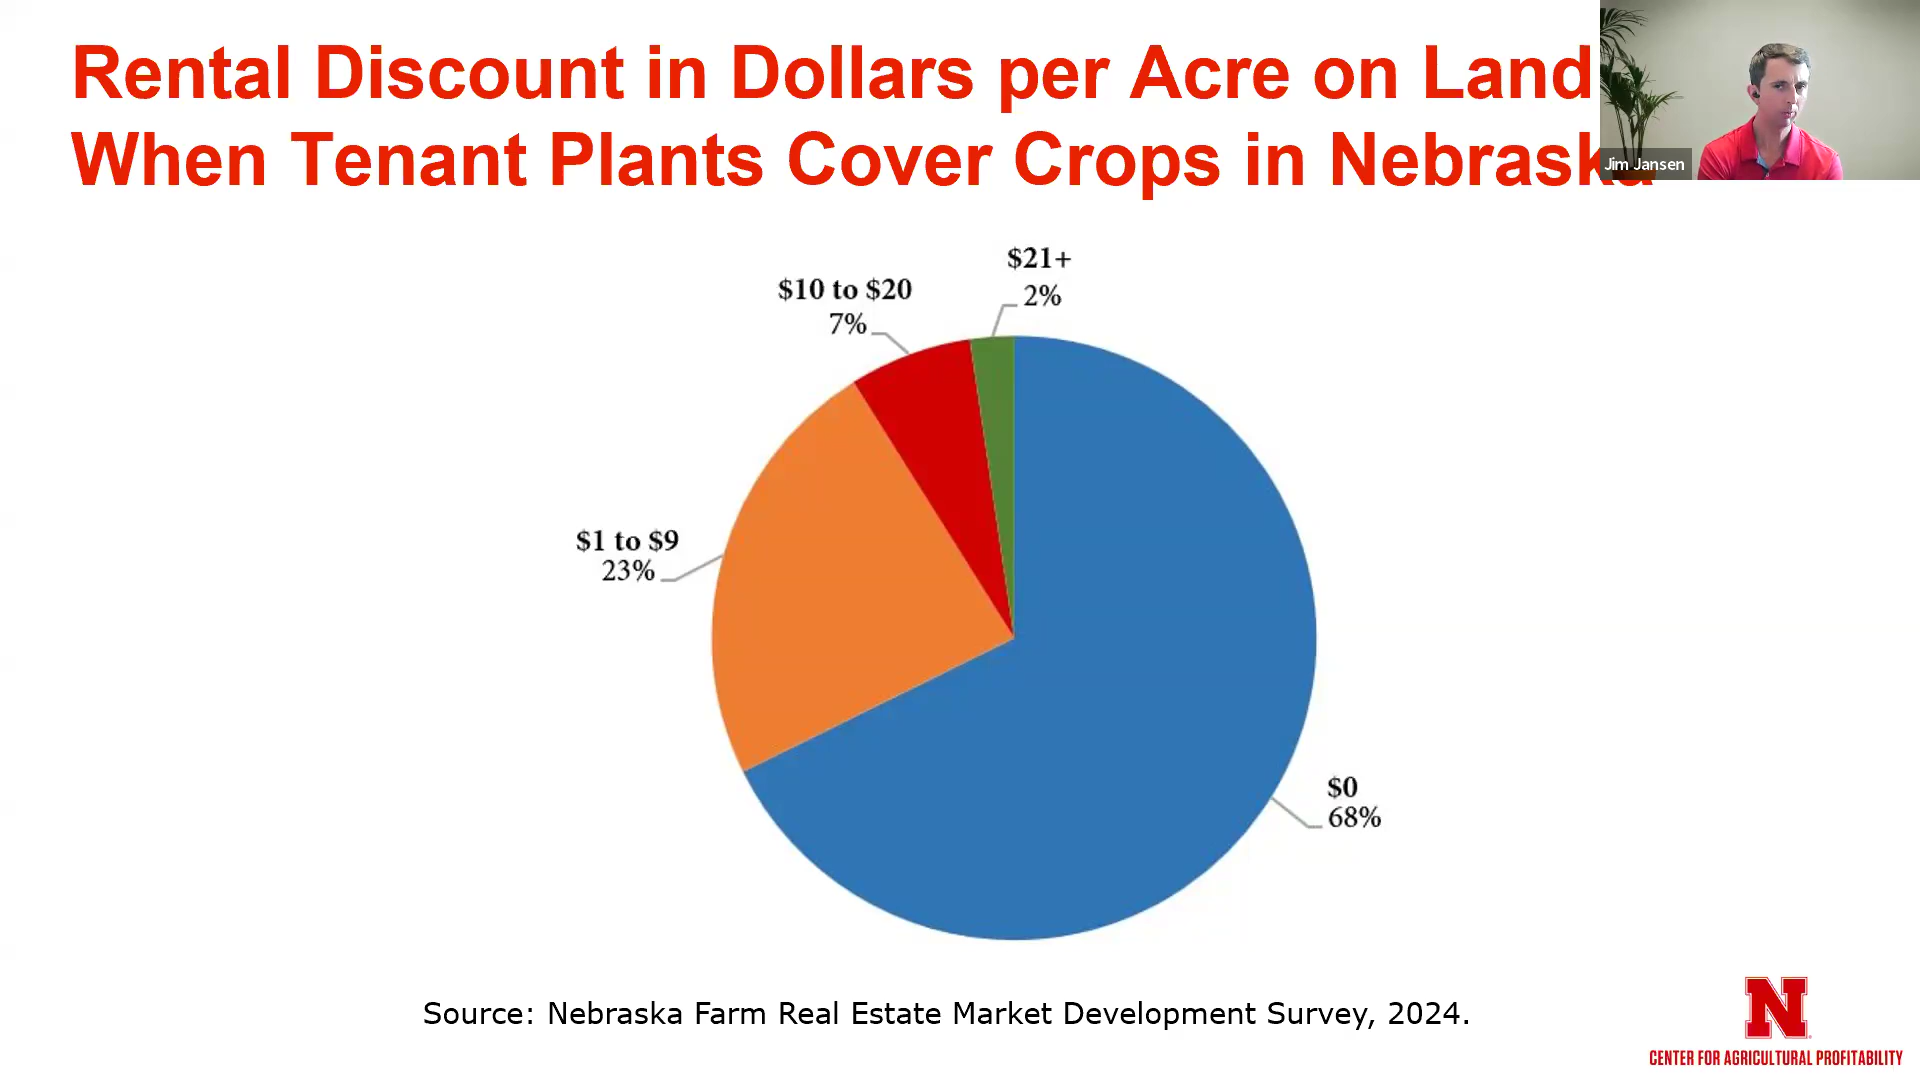 Rental Discount in Dollars per Acre on Land
When Tenant Plants Cover Crops in Nebraska
Jim Jansen
$21+
2%
$10 to $20
7%
$1 to $9
23%
$0
68%
Source: Nebraska Farm Real Estate Market Development Survey, 2024.
N
CENTER FOR AGRICULTURAL PROFITABILITY